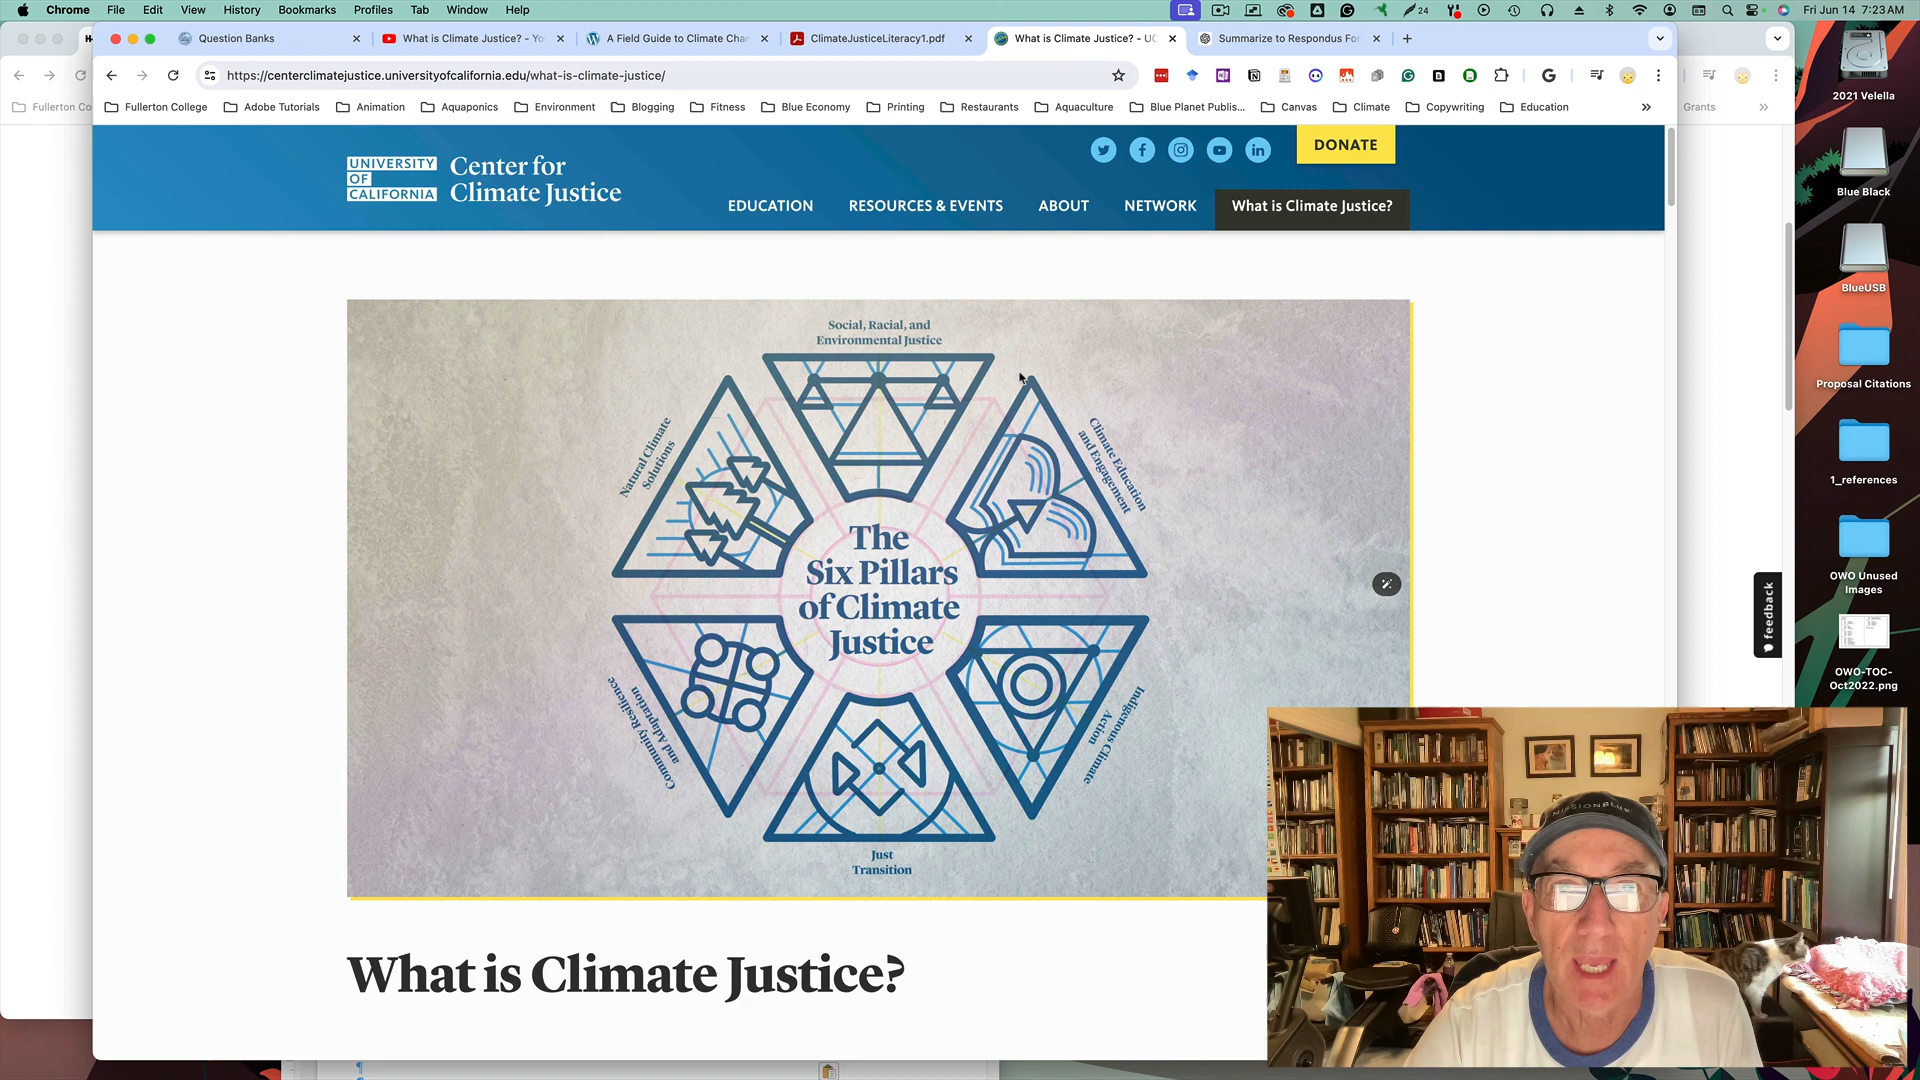 Chrome File Edit View History Bookmarks Profiles Tab Window Help
24
Fri Jun 14 7:23 AM
Question Banks
What is Climate Justice? - Yo
A Field Guide to Climate Chan
ClimateJusticeLiteracy1.pdf
What is Climate Justice? - UC
Summarize to Respondus For
https://centerclimatejustice.universityofcalifornia.edu/what-is-climate-justice/
Fullerton Co
Fullerton College
Adobe Tutorials
Animation
Aquaponics
Environment
Blogging
Fitness
Blue Economy
Printing
Restaurants
Aquaculture
Blue Planet Publis...
Canvas
Climate
Copywriting
Education
Grants
UNIVERSITY
OF
CALIFORNIA
Center for
Climate Justice
DONATE
EDUCATION
RESOURCES & EVENTS
ABOUT
NETWORK
What is Climate Justice?
Social, Racial, and
Environmental Justice
Climate Education
and Engagement
Indigenous Climate
Action
Just
Transition
Community Resilience
and Adaptation
Natural Climate
Solutions
The
Six Pillars
of Climate
Justice
What is Climate Justice?
feedback
2021 Velella
Blue Black
BlueUSB
Proposal Citations
1_references
OWO Unused
Images
OWO-TOC-
Oct2022.png
MISSION BLUE